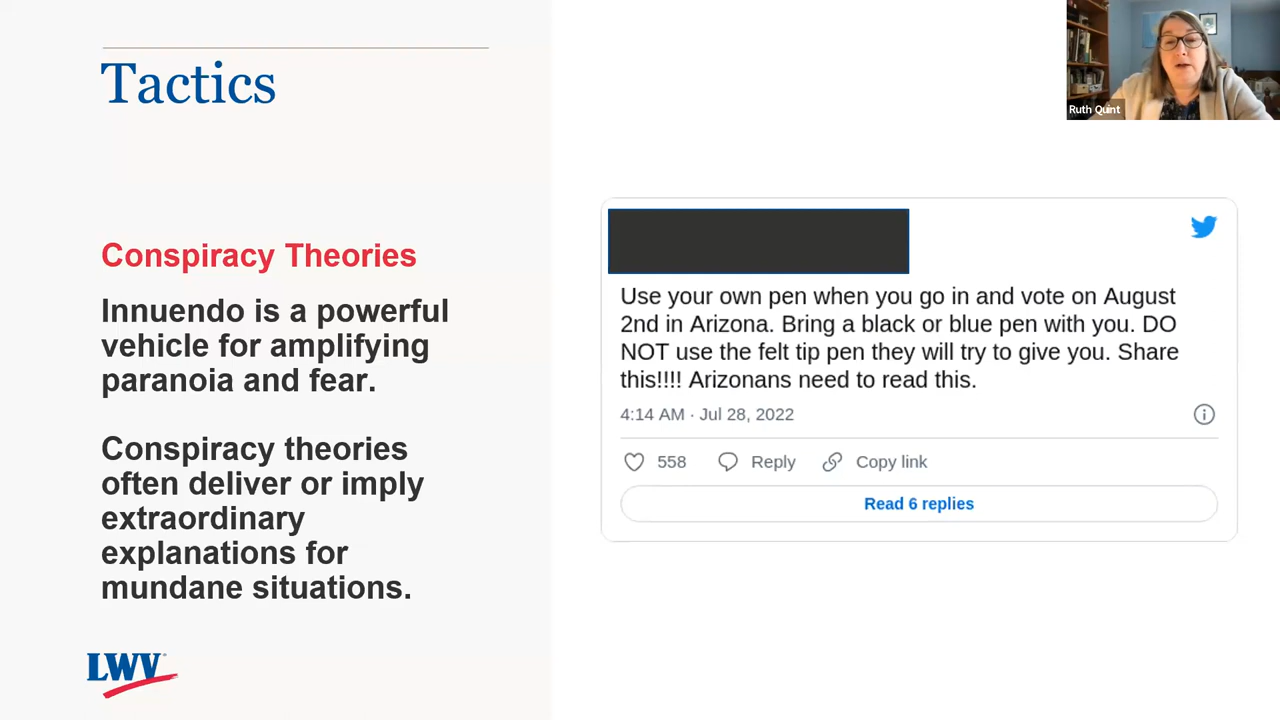 Tactics
Conspiracy Theories
Innuendo is a powerful
vehicle for amplifying
paranoia and fear.
Conspiracy theories
often deliver or imply
extraordinary
explanations for
mundane situations.
LWV
Ruth Quint
Use your own pen when you go in and vote on August
2nd in Arizona. Bring a black or blue pen with you. DO
NOT use the felt tip pen they will try to give you. Share
this!!!! Arizonans need to read this.
4:14 AM · Jul 28, 2022
558 Reply Copy link
Read 6 replies